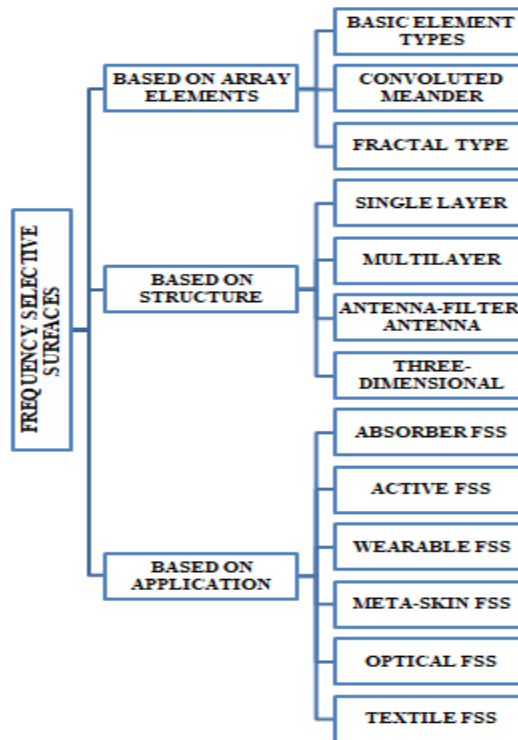 FREQUENCY SELECTIVE
SURFACES
BASED ON ARRAY
ELEMENTS
BASIC ELEMENT
TYPES
CONVOLUTED
MEANDER
FRACTAL TYPE
BASED ON
STRUCTURE
SINGLE LAYER
MULTILAYER
ANTENNA-FILTER-
ANTENNA
THREE-
DIMENSIONAL
BASED ON
APPLICATION
ABSORBER FSS
ACTIVE FSS
WEARABLE FSS
META-SKIN FSS
OPTICAL FSS
TEXTILE FSS